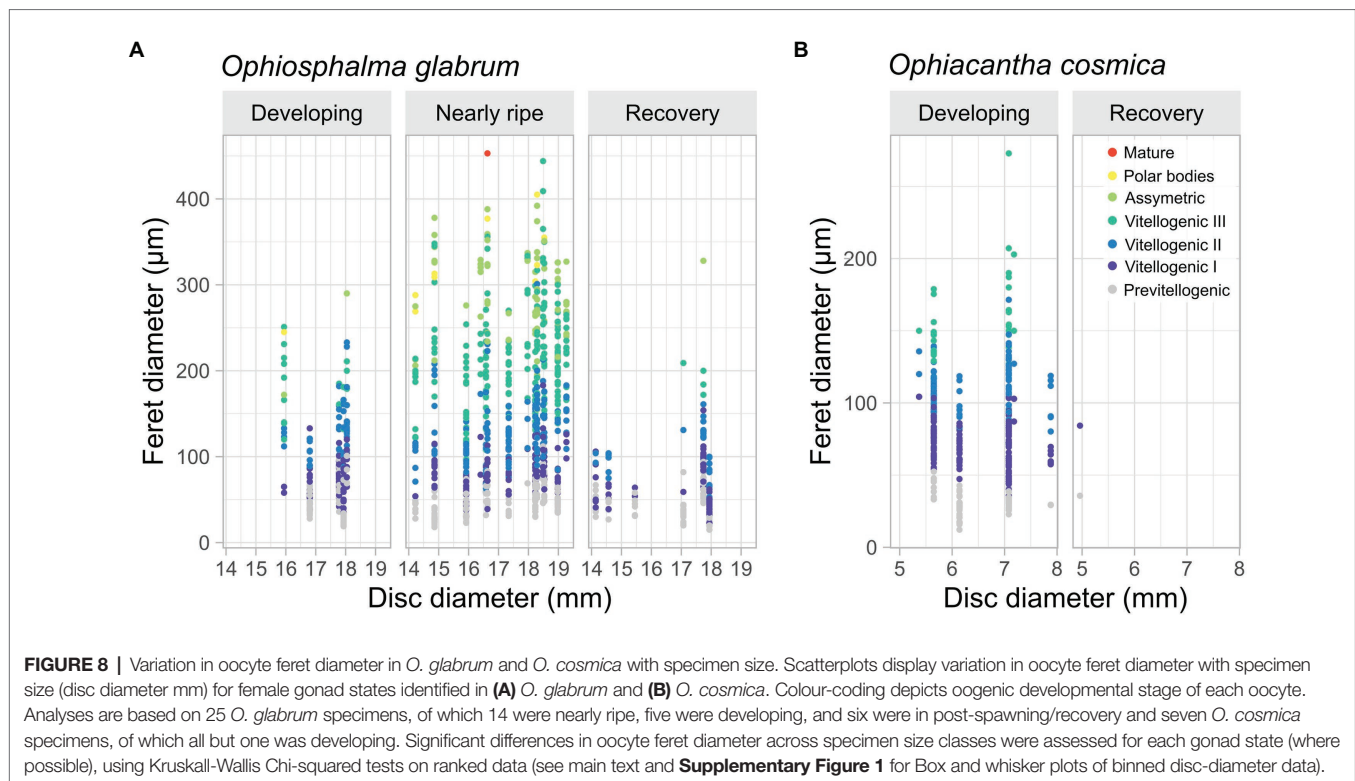 A
B
Ophiosphalma glabrum
Ophiacantha cosmica
Developing
Nearly ripe
Recovery
Developing
Recovery
Feret diameter (µm)
400
300
200
100
0
14 15 16 17 18 19
14 15 16 17 18 19
14 15 16 17 18 19
Disc diameter (mm)
Feret diameter (µm)
200
100
0
5 6 7 8
5 6 7 8
Disc diameter (mm)
Mature
Polar bodies
Assymetric
Vitellogenic III
Vitellogenic II
Vitellogenic I
Previtellogenic
FIGURE 8 | Variation in oocyte feret diameter in O. glabrum and O. cosmica with specimen size. Scatterplots display variation in oocyte feret diameter with specimen
size (disc diameter mm) for female gonad states identified in (A) O. glabrum and (B) O. cosmica. Colour-coding depicts oogenic developmental stage of each oocyte.
Analyses are based on 25 O. glabrum specimens, of which 14 were nearly ripe, five were developing, and six were in post-spawning/recovery and seven O. cosmica
specimens, of which all but one was developing. Significant differences in oocyte feret diameter across specimen size classes were assessed for each gonad state (where
possible), using Kruskall-Wallis Chi-squared tests on ranked data (see main text and Supplementary Figure 1 for Box and whisker plots of binned disc-diameter data).